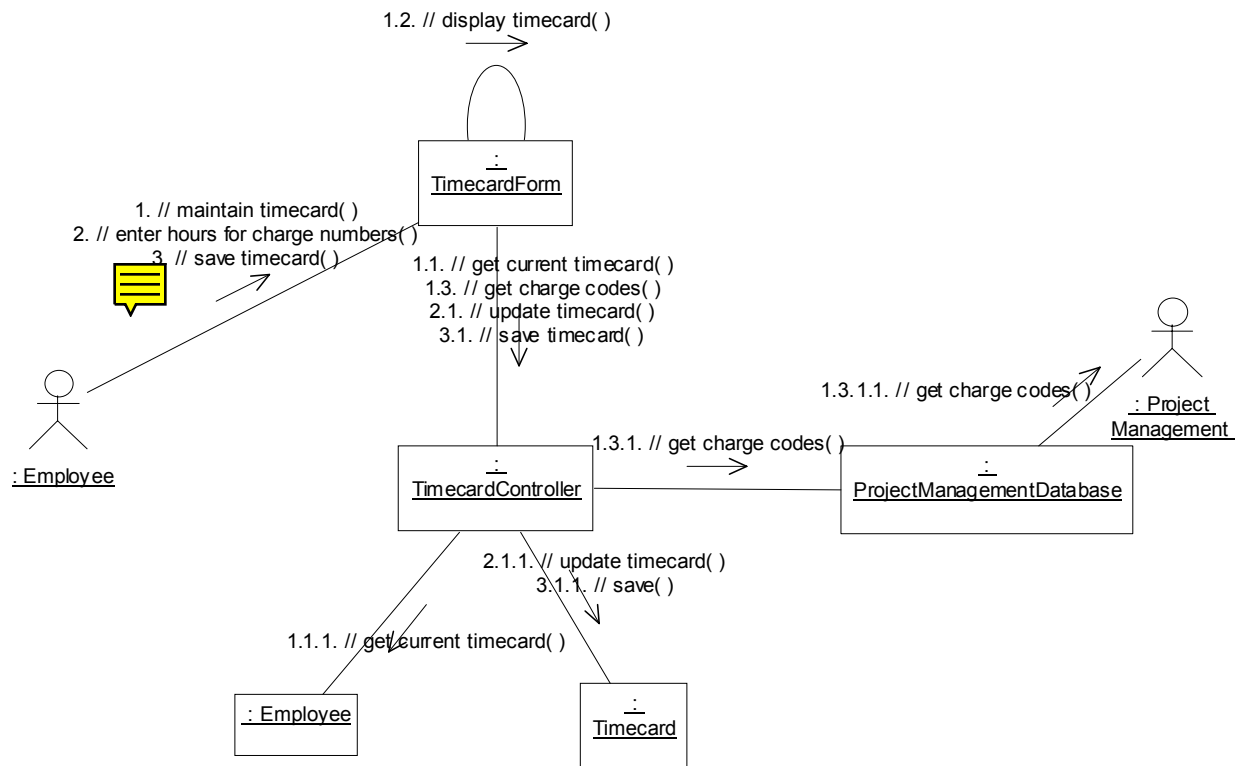 1.2. // display timecard( )
:
TimecardForm
1. // maintain timecard( )
2. // enter hours for charge numbers( )
3. // save timecard( )
1.1. // get current timecard( )
1.3. // get charge codes( )
2.1. // update timecard( )
3.1. // save timecard( )
: Employee
1.3.1.1. // get charge codes( )
: Project
Management
1.3.1. // get charge codes( )
:
TimecardController
:
ProjectManagementDatabase
2.1.1. // update timecard( )
3.1.1. // save( )
1.1.1. // get current timecard( )
: Employee
:
Timecard